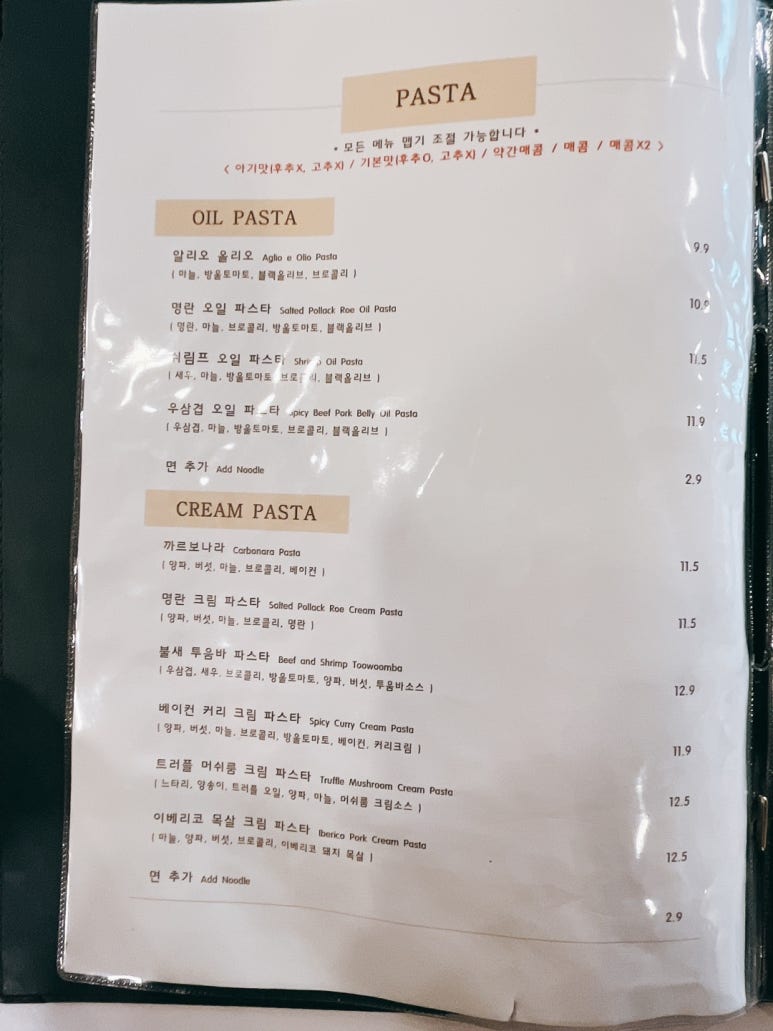 PASTA
• 모든 메뉴 맵기 조절 가능합니다 •
< 아기맛(후추X, 고추X) / 기본맛(후추O, 고추X) / 약간매콤 / 매콤 / 매콤X2 >
OIL PASTA
알리오 올리오 Aglio e Olio Pasta 9.9
( 마늘, 방울토마토, 블랙올리브, 브로콜리 )
명란 오일 파스타 Salted Pollack Roe Oil Pasta 10.9
( 명란, 마늘, 브로콜리, 방울토마토, 블랙올리브 )
쉬림프 오일 파스타 Shrimp Oil Pasta 11.5
( 새우, 마늘, 방울토마토, 브로콜리, 블랙올리브 )
우삼겹 오일 파스타 Spicy Beef Pork Belly Oil Pasta 11.9
( 우삼겹, 마늘, 방울토마토, 브로콜리, 블랙올리브 )
면 추가 Add Noodle 2.9
CREAM PASTA
까르보나라 Carbonara Pasta 11.5
( 양파, 버섯, 마늘, 브로콜리, 베이컨 )
명란 크림 파스타 Salted Pollack Roe Cream Pasta 11.5
( 양파, 버섯, 마늘, 브로콜리, 명란 )
불새 투움바 파스타 Beef and Shrimp Toowoomba 12.9
( 우삼겹, 새우, 브로콜리, 방울토마토, 양파, 버섯, 투움바소스 )
베이컨 커리 크림 파스타 Spicy Curry Cream Pasta 11.9
( 양파, 버섯, 마늘, 브로콜리, 방울토마토, 베이컨, 커리크림 )
트러플 머쉬룸 크림 파스타 Truffle Mushroom Cream Pasta 12.5
( 느타리, 양송이, 트러플 오일, 양파, 마늘, 머쉬룸 크림소스 )
이베리코 목살 크림 파스타 Iberico Pork Cream Pasta 12.5
( 마늘, 양파, 버섯, 브로콜리, 이베리코 돼지 목살 )
면 추가 Add Noodle 2.9